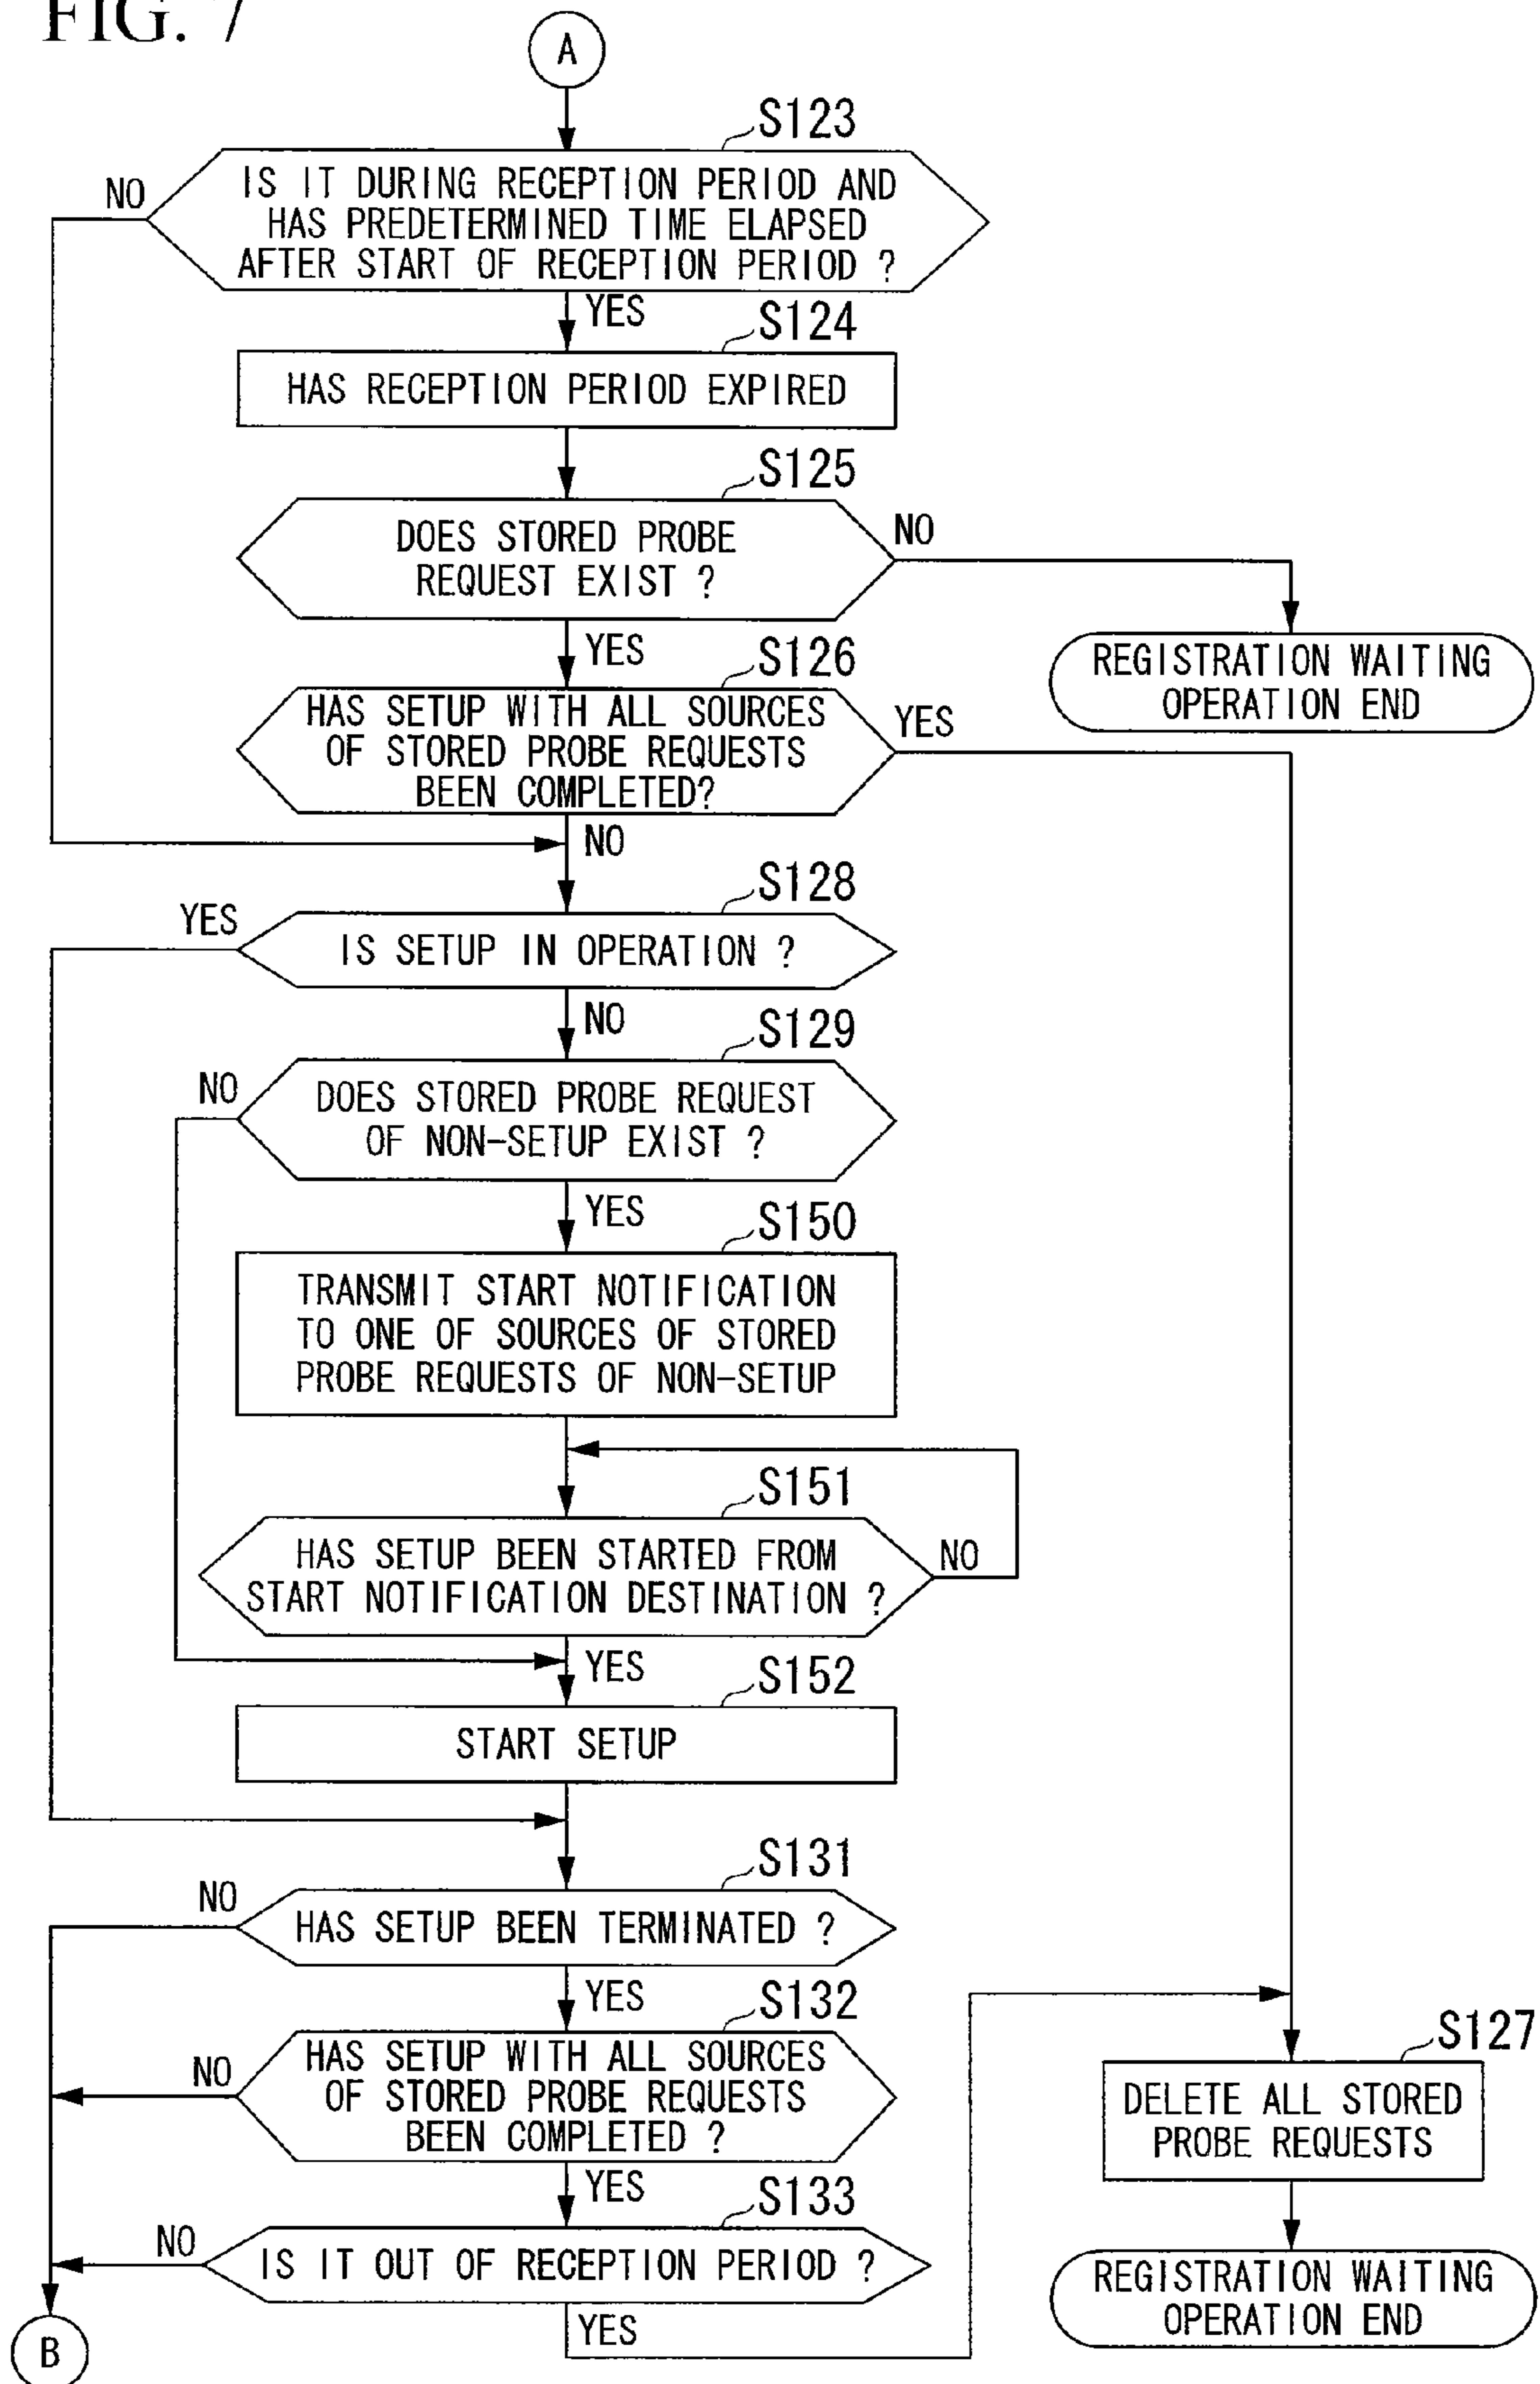 FIG. 7
A
S123
IS IT DURING RECEPTION PERIOD AND
HAS PREDETERMINED TIME ELAPSED
AFTER START OF RECEPTION PERIOD ?
NO
YES
S124
HAS RECEPTION PERIOD EXPIRED
S125
DOES STORED PROBE
REQUEST EXIST ?
NO
REGISTRATION WAITING
OPERATION END
YES
S126
HAS SETUP WITH ALL SOURCES
OF STORED PROBE REQUESTS
BEEN COMPLETED?
YES
NO
S128
YES
IS SETUP IN OPERATION ?
NO
S129
NO
DOES STORED PROBE REQUEST
OF NON-SETUP EXIST ?
YES
S150
TRANSMIT START NOTIFICATION
TO ONE OF SOURCES OF STORED
PROBE REQUESTS OF NON-SETUP
S151
HAS SETUP BEEN STARTED FROM
START NOTIFICATION DESTINATION ?
NO
YES
S152
START SETUP
S131
NO
HAS SETUP BEEN TERMINATED ?
YES
S132
NO
HAS SETUP WITH ALL SOURCES
OF STORED PROBE REQUESTS
BEEN COMPLETED ?
YES
S133
NO
IS IT OUT OF RECEPTION PERIOD ?
YES
S127
DELETE ALL STORED
PROBE REQUESTS
REGISTRATION WAITING
OPERATION END
B